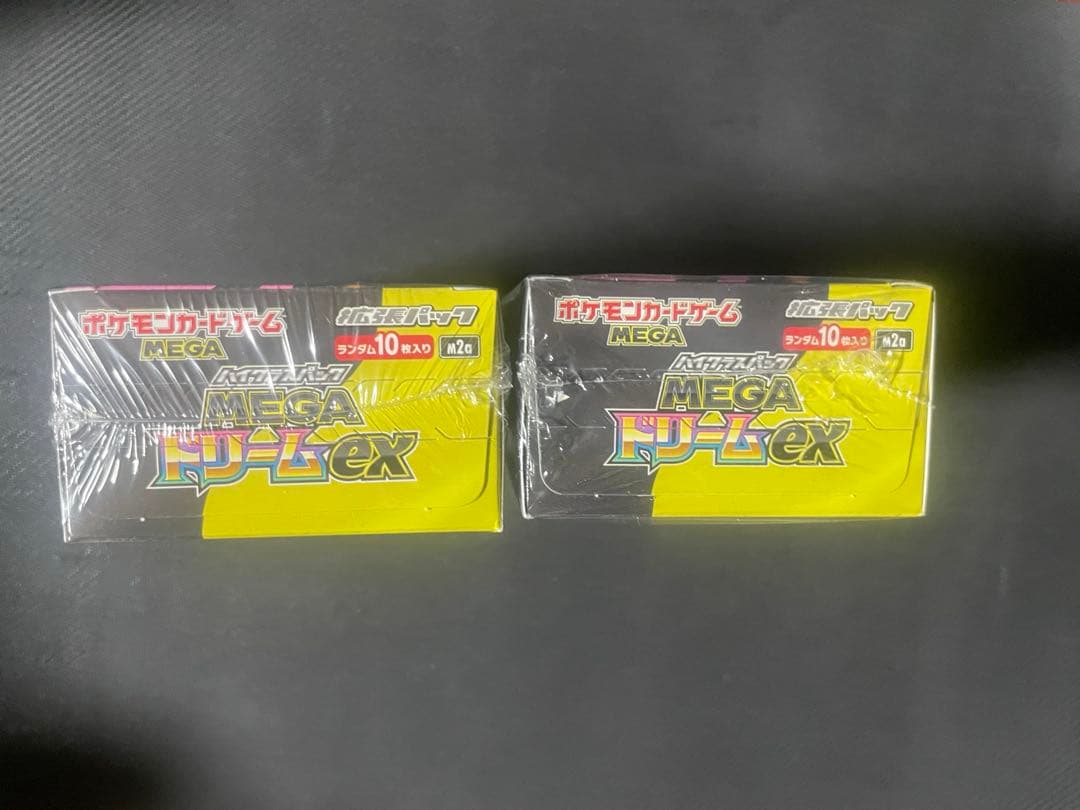 ポケモンカードゲーム
MEGA
拡張パック
ランダム10枚入り M2a
ハイクラスパック
MEGA
ドリームex
ポケモンカードゲーム
MEGA
拡張パック
ランダム10枚入り M2a
ハイクラスパック
MEGA
ドリームex